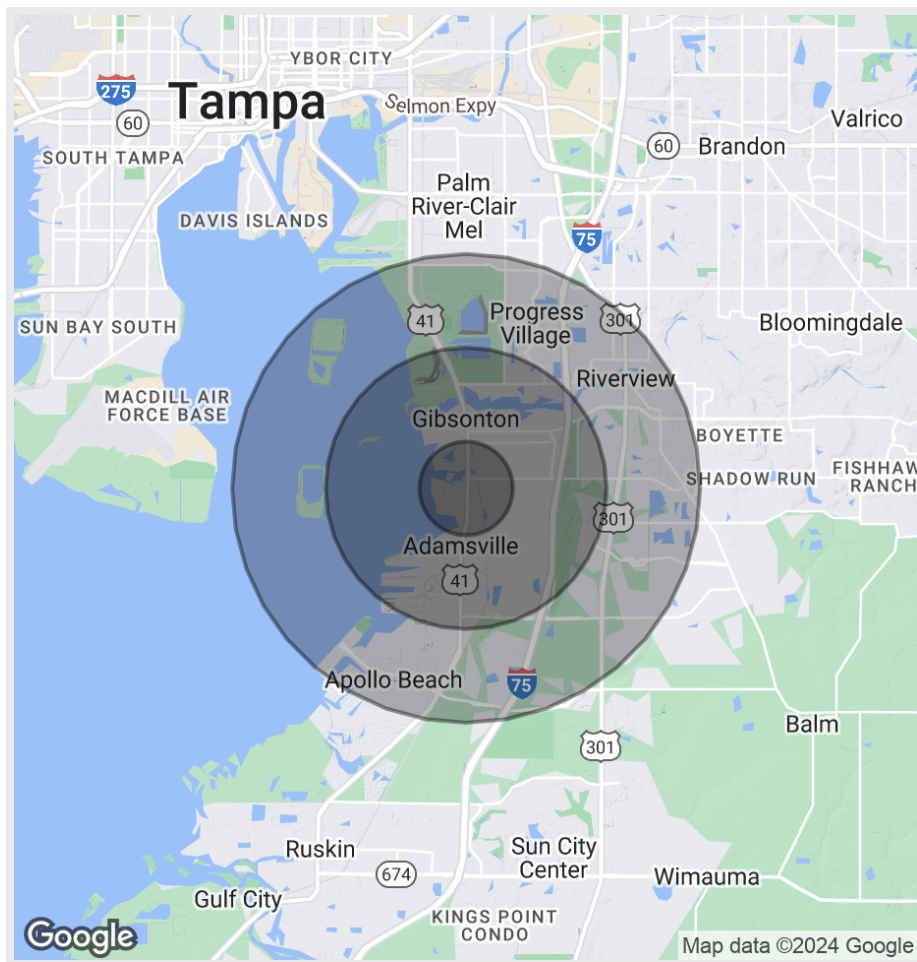 YBOR CITY
275
Tampa
Selmon Expy
60
Valrico
SOUTH TAMPA
60
Brandon
Palm
River-Clair
Mel
DAVIS ISLANDS
75
41
Progress
Village
301
SUN BAY SOUTH
Bloomingdale
Riverview
MACDILL AIR
FORCE BASE
Gibsonton
BOYETTE
SHADOW RUN
FISHHAW
RANCH
301
Adamsville
41
Apollo Beach
75
Balm
301
Ruskin
Sun City
Center
674
Wimauma
Gulf City
KINGS POINT
CONDO
Google
Map data ©2024 Google